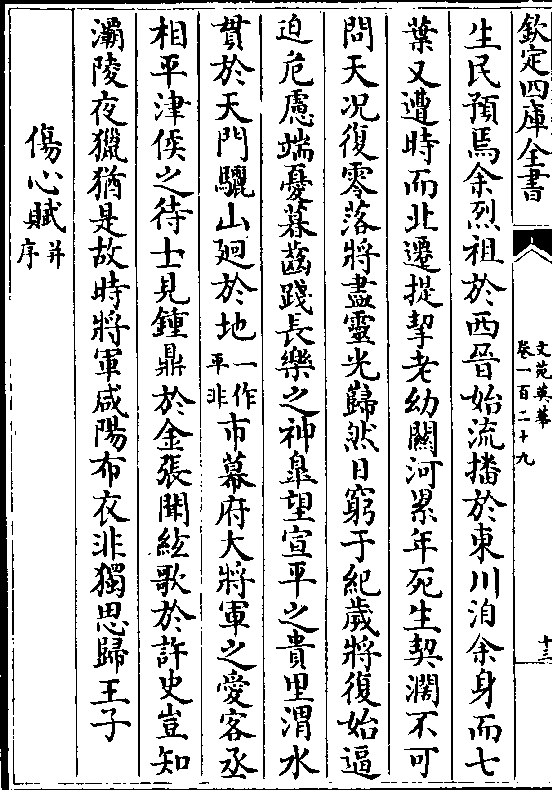 欽定四庫全書
文苑英華
卷一百二十九
十三
生民預焉余烈祖於西晉始流播於東川洎余身而七
葉又遭時而北遷提挈老幼關河累年死生契濶不可
問天况復零落將盡靈光巋然日窮于紀歲將復始逼
迫危慮端憂暮齒踐長樂之神臯望宣平之貴里渭水
貫於天門驪山廻於地一作平非市幕府大將軍之愛客丞
相平津侯之待士見鍾鼎於金張聞絃歌於許史豈知
灞陵夜獵猶是故時將軍咸陽布衣非獨思歸王子
傷心賦并序